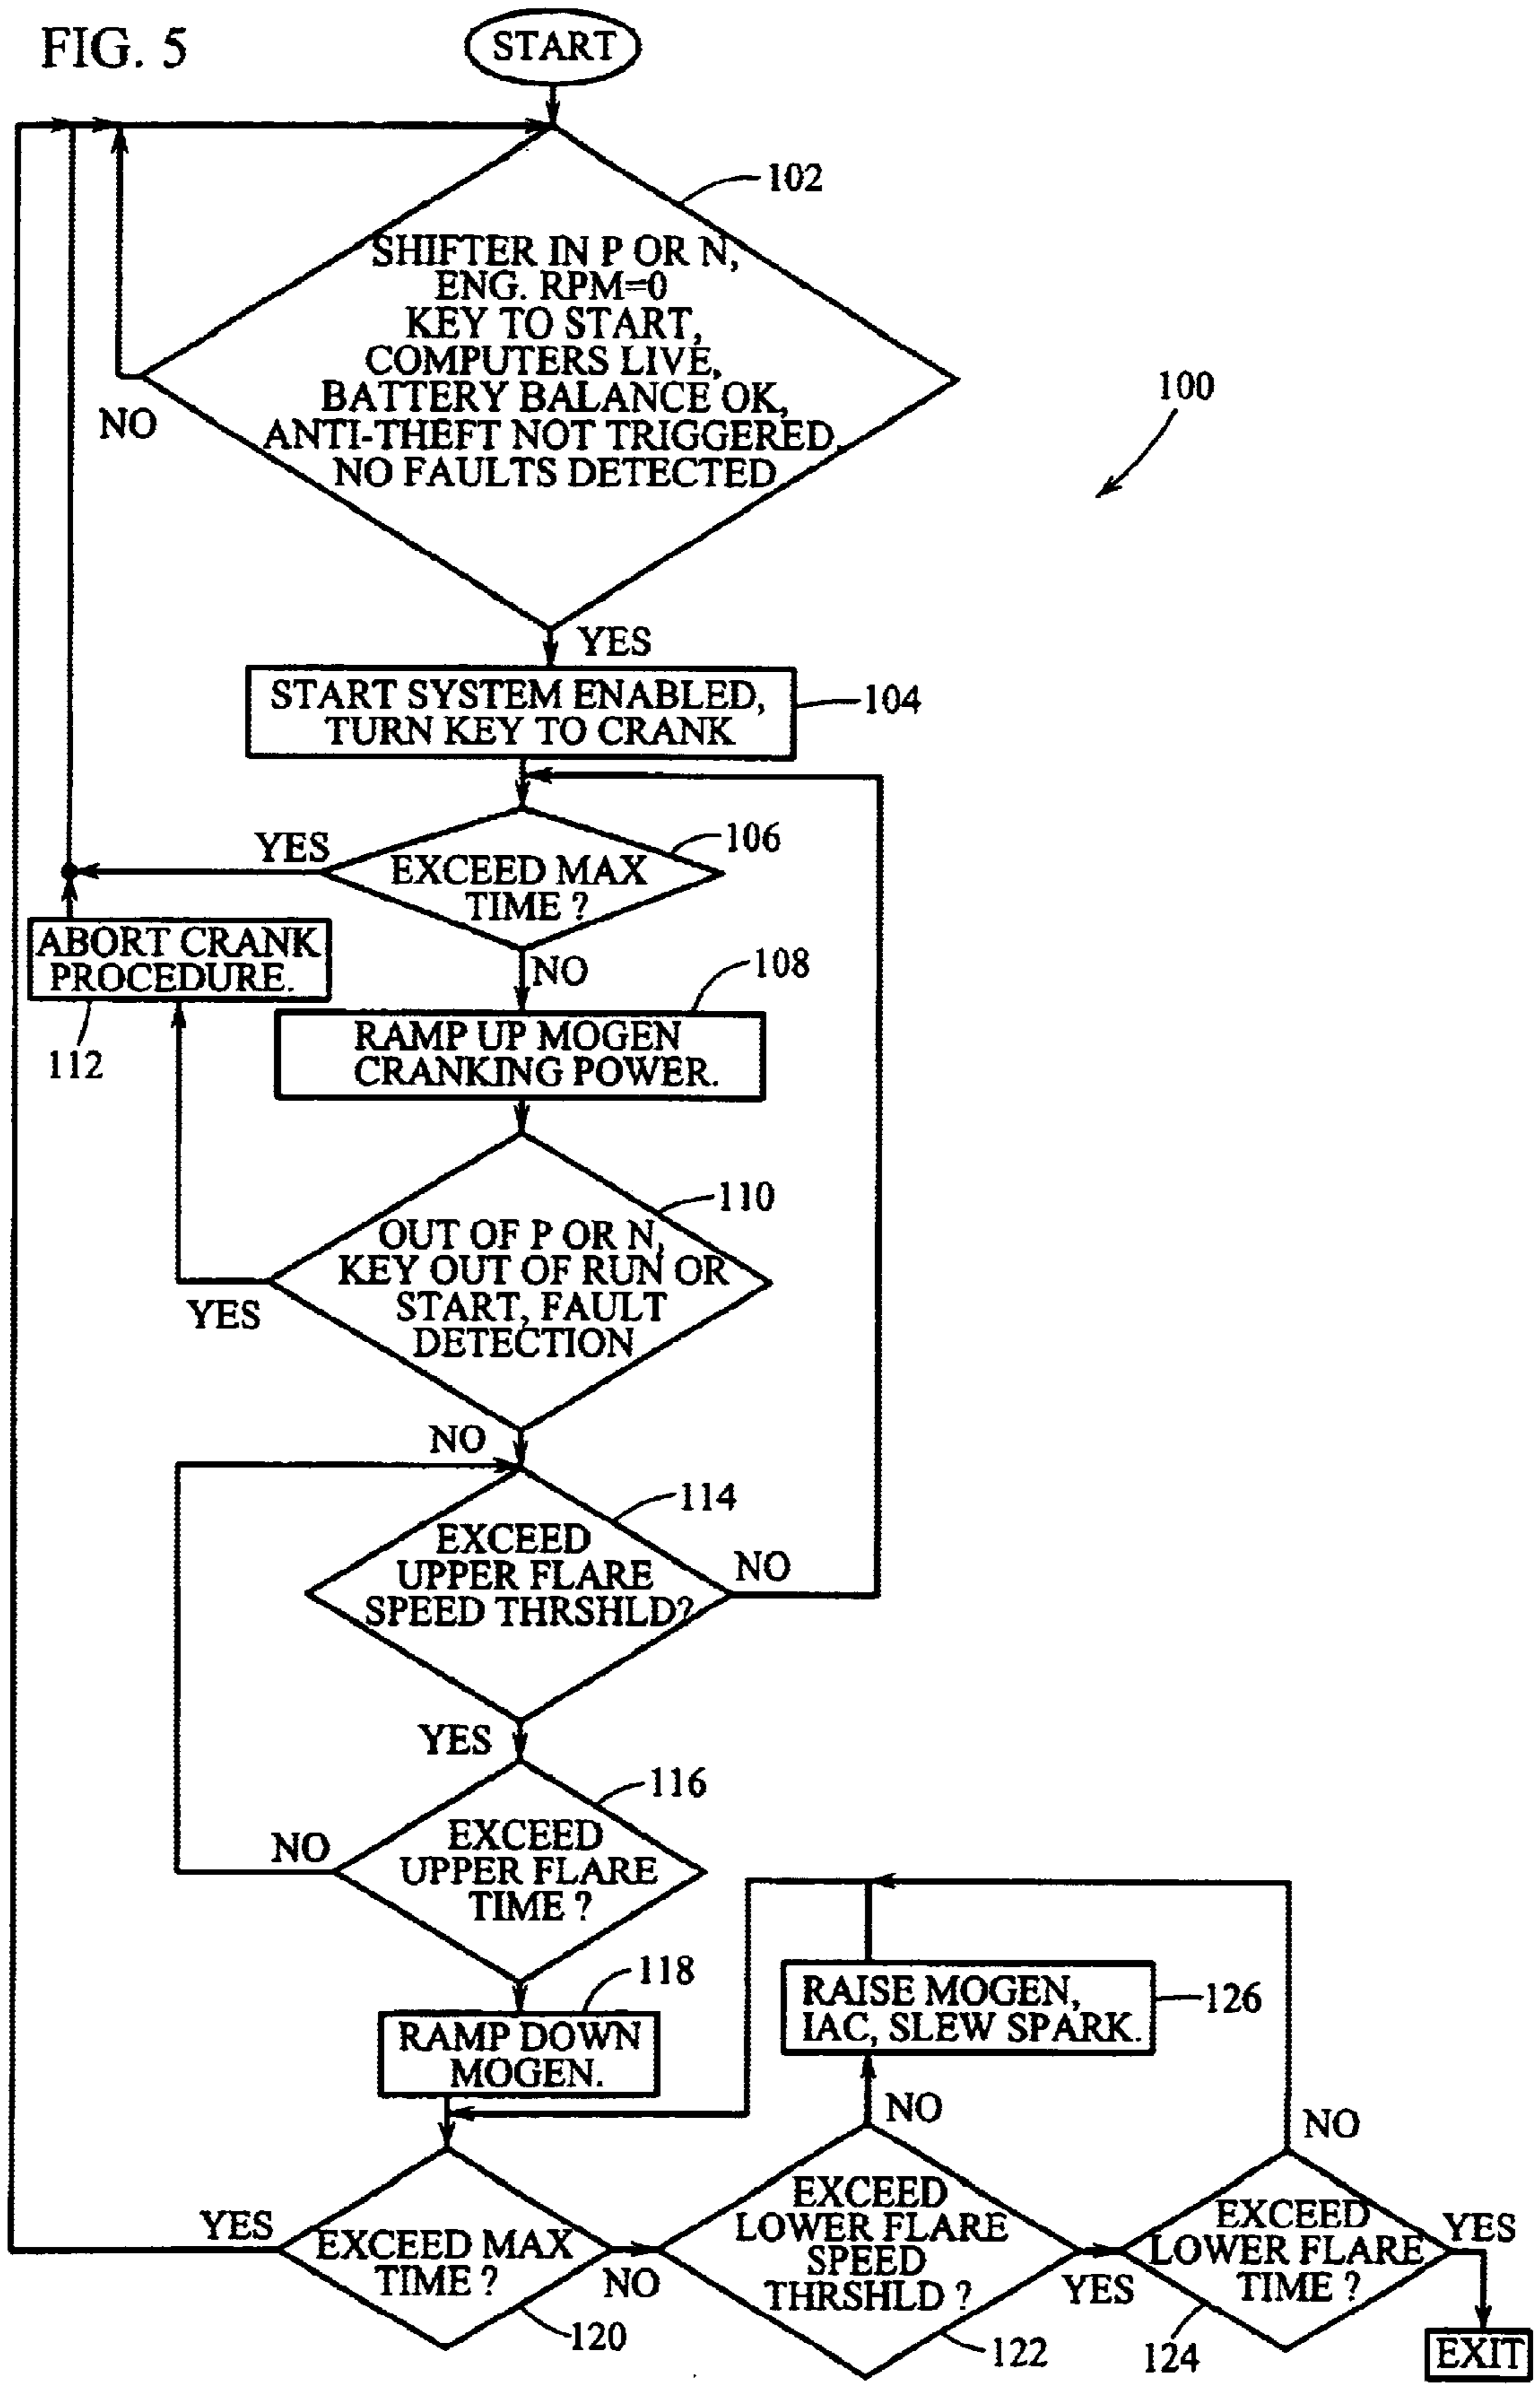 FIG. 5
START
102
SHIFTER IN P OR N,
ENG. RPM=0
KEY TO START,
COMPUTERS LIVE,
BATTERY BALANCE OK,
ANTI-THEFT NOT TRIGGERED,
NO FAULTS DETECTED
NO
100
YES
START SYSTEM ENABLED,
TURN KEY TO CRANK
104
YES
106
EXCEED MAX
TIME ?
ABORT CRANK
PROCEDURE.
112
NO
108
RAMP UP MOGEN
CRANKING POWER.
110
OUT OF P OR N,
KEY OUT OF RUN OR
START, FAULT
DETECTION
YES
NO
114
EXCEED
UPPER FLARE
SPEED THRSHLD?
NO
YES
116
EXCEED
UPPER FLARE
TIME ?
NO
118
RAMP DOWN
MOGEN.
RAISE MOGEN,
IAC, SLEW SPARK.
126
NO
NO
YES
EXCEED MAX
TIME ?
NO
120
EXCEED
LOWER FLARE
SPEED
THRSHLD ?
YES
122
EXCEED
LOWER FLARE
TIME ?
124
YES
EXIT